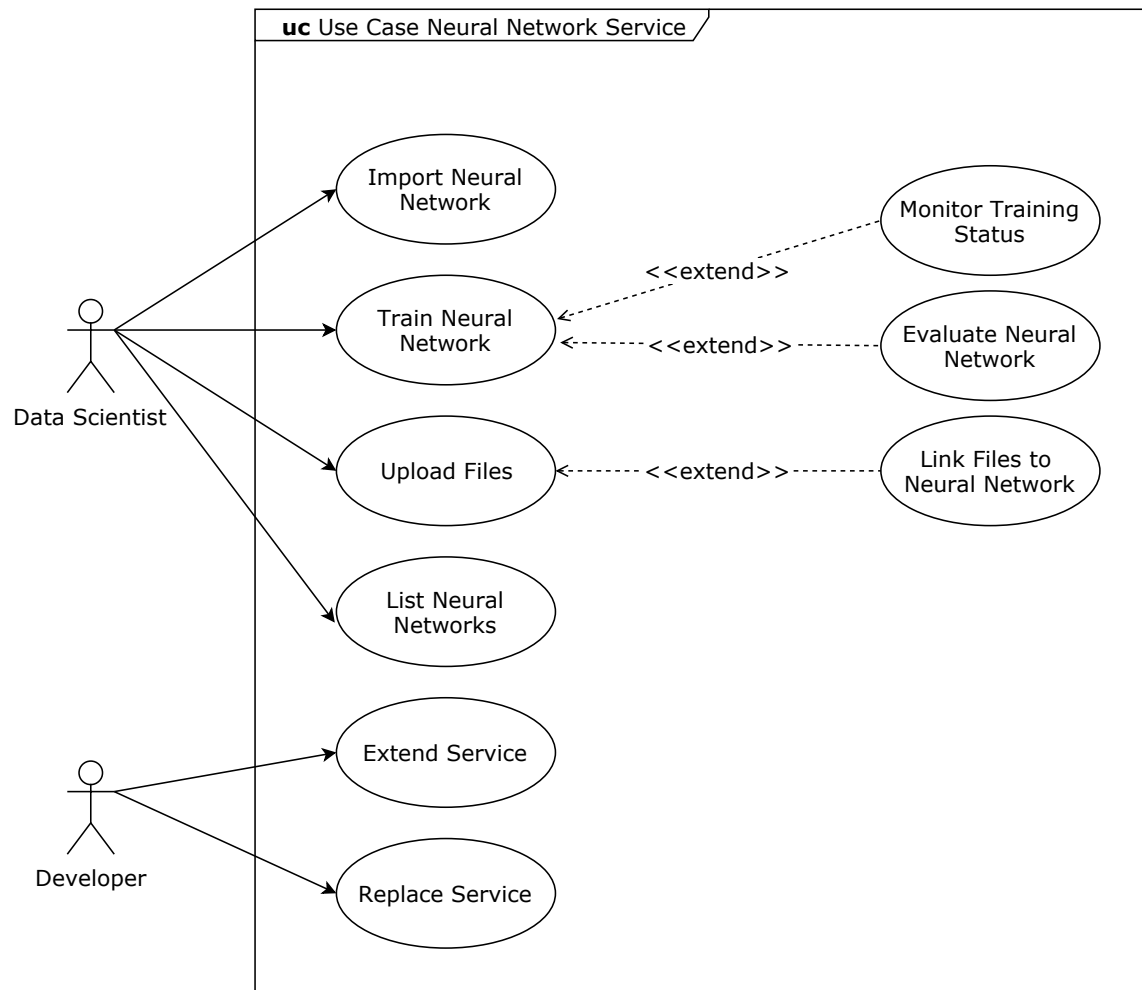 uc Use Case Neural Network Service
Import Neural
Network
Monitor Training
Status
<<extend>>
Train Neural
Network
<<extend>>
Evaluate Neural
Network
Data Scientist
Upload Files
<<extend>>
Link Files to
Neural Network
List Neural
Networks
Extend Service
Developer
Replace Service